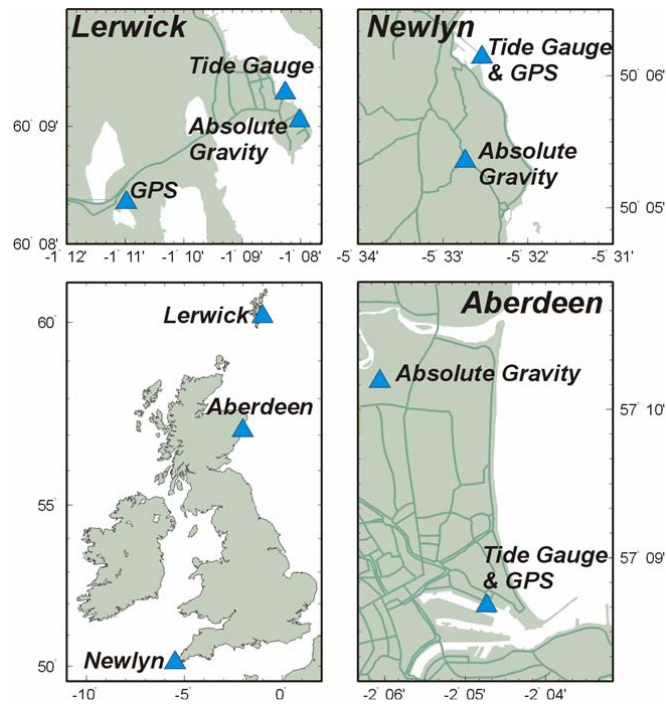 Lerwick
Tide Gauge
Absolute
Gravity
GPS
60° 09'
60° 08'
-1° 12' -1° 11' -1° 10' -1° 09' -1° 08'
Newlyn
Tide Gauge
& GPS
Absolute
Gravity
50° 06'
50° 05'
-5° 34' -5° 33' -5° 32' -5° 31'
Lerwick
Aberdeen
Newlyn
60°
55°
50°
-10° -5° 0°
Aberdeen
Absolute Gravity
Tide Gauge
& GPS
57° 10'
57° 09'
-2° 06' -2° 05' -2° 04'